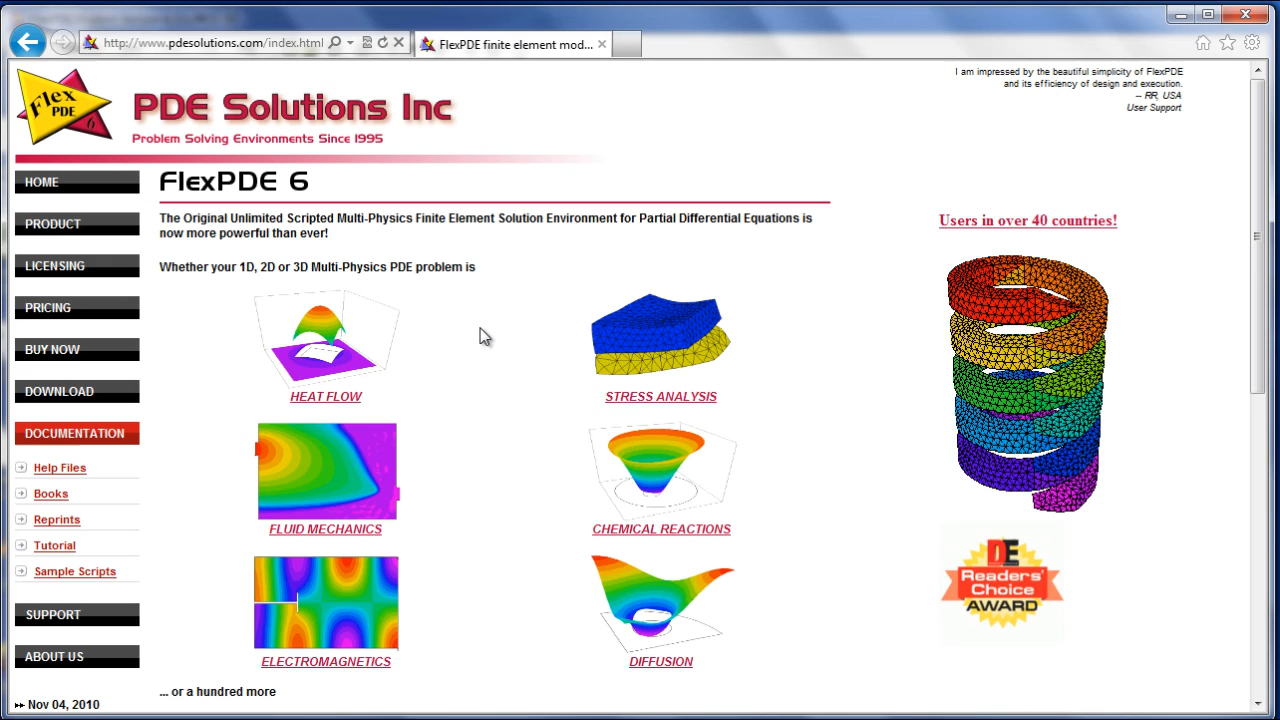 http://www.pdesolutions.com/index.html
FlexPDE finite element mod...
Flex
PDE
6
PDE Solutions Inc
Problem Solving Environments Since 1995
I am impressed by the beautiful simplicity of FlexPDE
and its efficiency of design and execution.
-- RR, USA
User Support
HOME
PRODUCT
LICENSING
PRICING
BUY NOW
DOWNLOAD
DOCUMENTATION
Help Files
Books
Reprints
Tutorial
Sample Scripts
SUPPORT
ABOUT US
Nov 04, 2010
FlexPDE 6
The Original Unlimited Scripted Multi-Physics Finite Element Solution Environment for Partial Differential Equations is
now more powerful than ever!
Whether your 1D, 2D or 3D Multi-Physics PDE problem is
HEAT FLOW
STRESS ANALYSIS
FLUID MECHANICS
CHEMICAL REACTIONS
ELECTROMAGNETICS
DIFFUSION
... or a hundred more
Users in over 40 countries!
DE
Readers'
Choice
AWARD